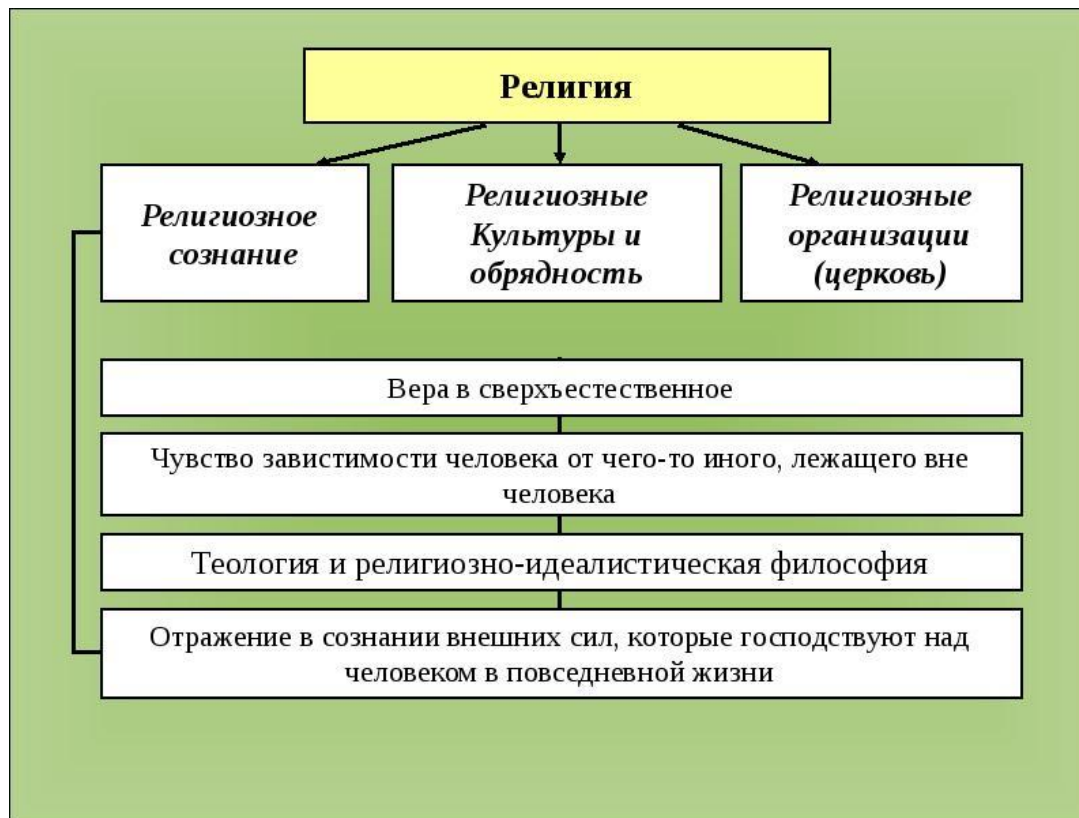 Религия
Религиозное
сознание
Религиозные
Культуры и
обрядность
Религиозные
организации
(церковь)
Вера в сверхъестественное
Чувство завистимости человека от чего-то иного, лежащего вне
человека
Теология и религиозно-идеалистическая философия
Отражение в сознании внешних сил, которые господствуют над
человеком в повседневной жизни